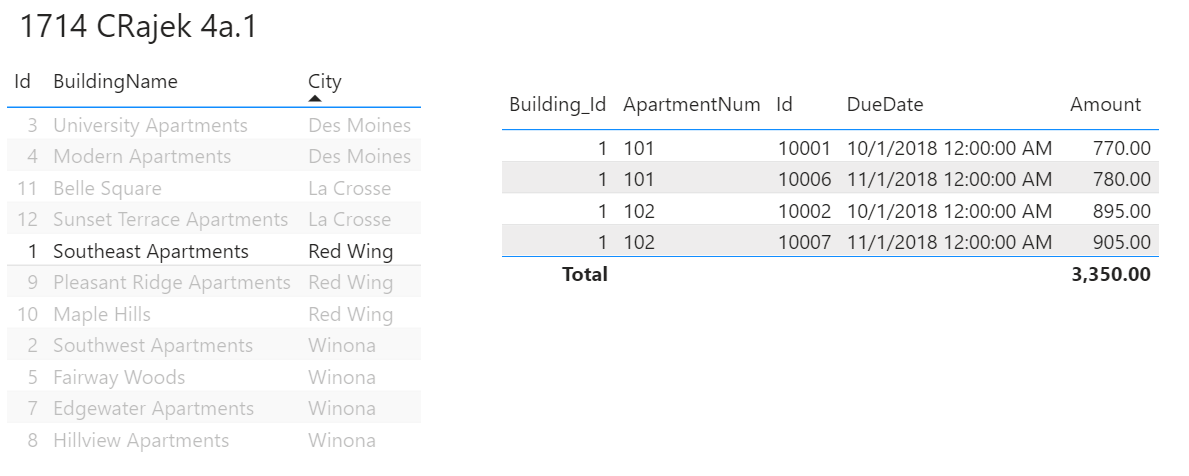 1714 CRajek 4a.1
Id BuildingName City
3 University Apartments Des Moines
4 Modern Apartments Des Moines
11 Belle Square La Crosse
12 Sunset Terrace Apartments La Crosse
1 Southeast Apartments Red Wing
9 Pleasant Ridge Apartments Red Wing
10 Maple Hills Red Wing
2 Southwest Apartments Winona
5 Fairway Woods Winona
7 Edgewater Apartments Winona
8 Hillview Apartments Winona
Building_Id ApartmentNum Id DueDate Amount
1 101 10001 10/1/2018 12:00:00 AM 770.00
1 101 10006 11/1/2018 12:00:00 AM 780.00
1 102 10002 10/1/2018 12:00:00 AM 895.00
1 102 10007 11/1/2018 12:00:00 AM 905.00
Total 3,350.00